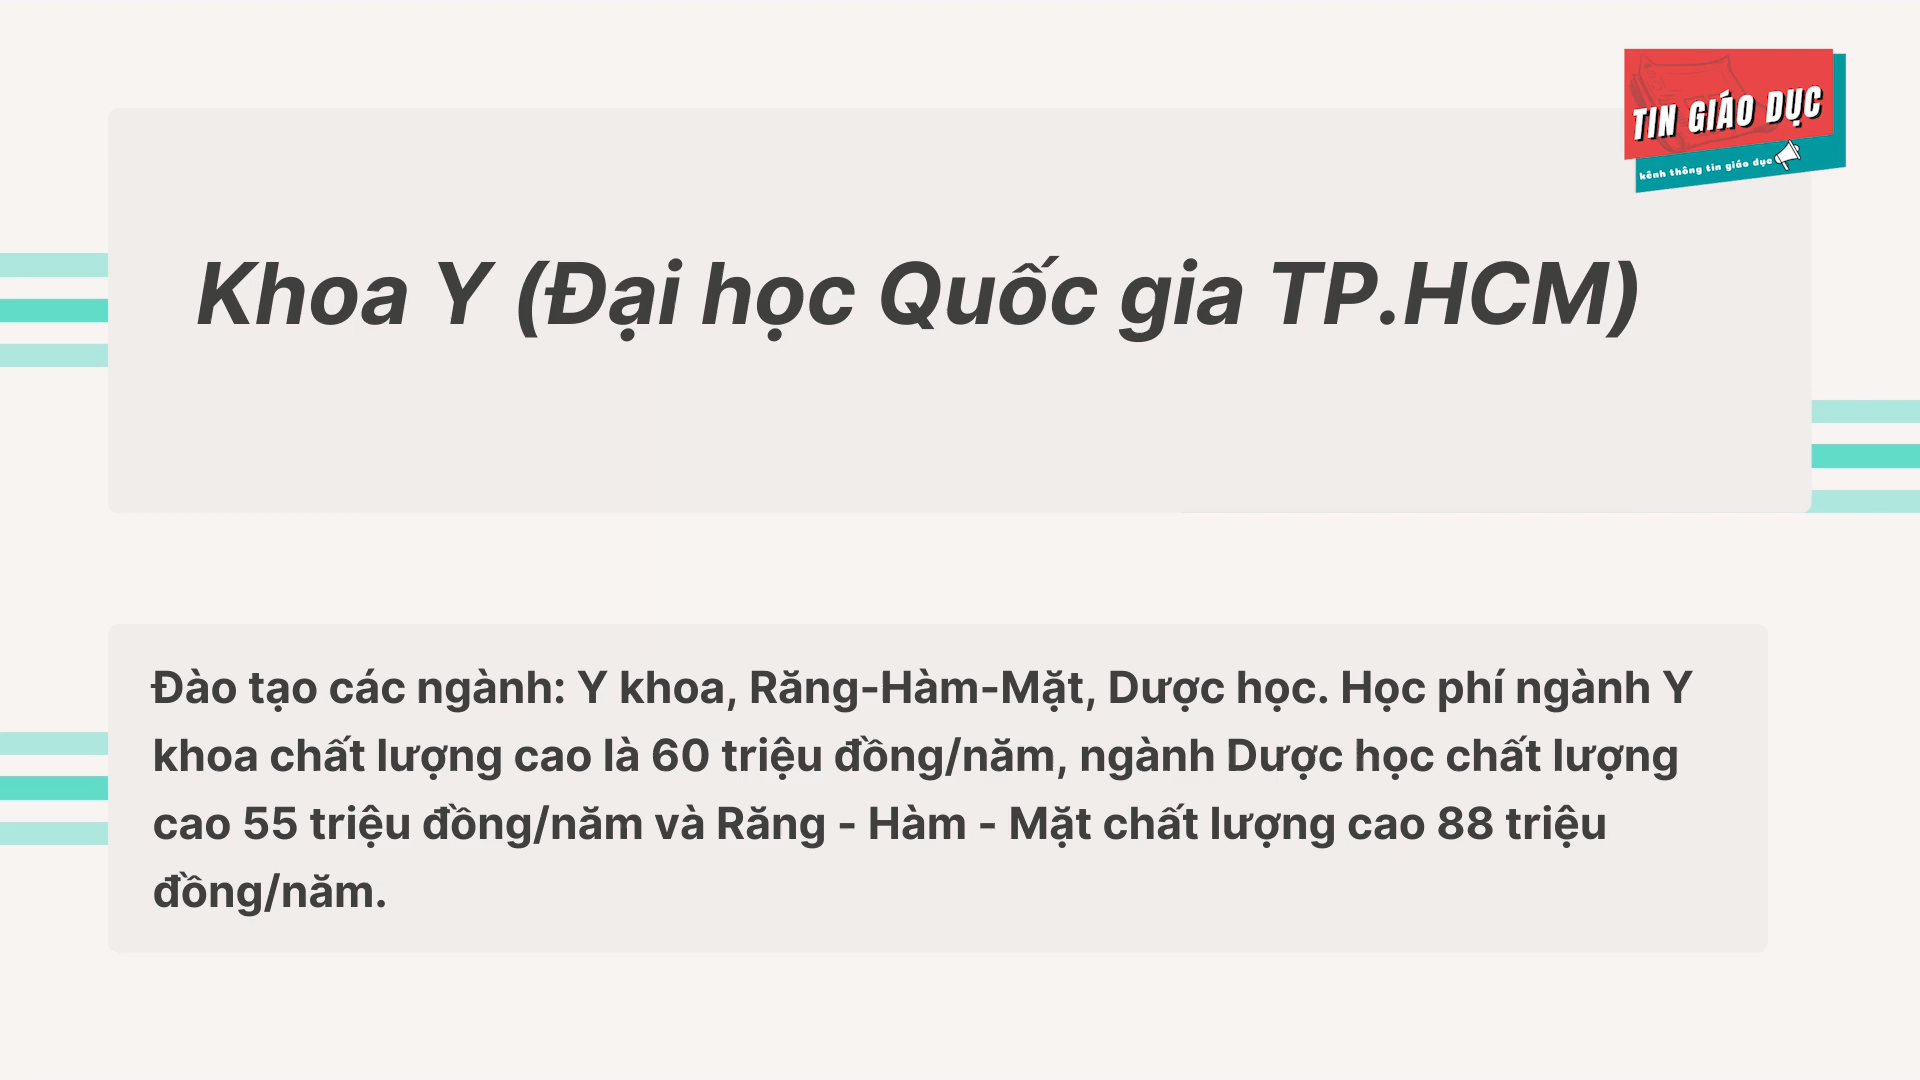 TIN GIÁO DỤC
kênh thông tin giáo dục
Khoa Y (Đại học Quốc gia TP.HCM)
Đào tạo các ngành: Y khoa, Răng-Hàm-Mặt, Dược học. Học phí ngành Y
khoa chất lượng cao là 60 triệu đồng/năm, ngành Dược học chất lượng
cao 55 triệu đồng/năm và Răng - Hàm - Mặt chất lượng cao 88 triệu
đồng/năm.